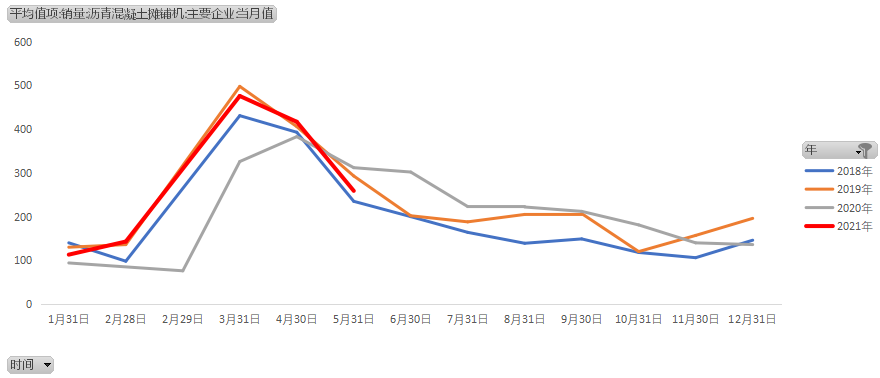 平均值项:销量:沥青混凝土摊铺机:主要企业:当月值
600
500
400
300
200
100
0
1月31日 2月28日 2月29日 3月31日 4月30日 5月31日 6月30日 7月31日 8月31日 9月30日 10月31日 11月30日 12月31日
年
2018年
2019年
2020年
2021年
时间